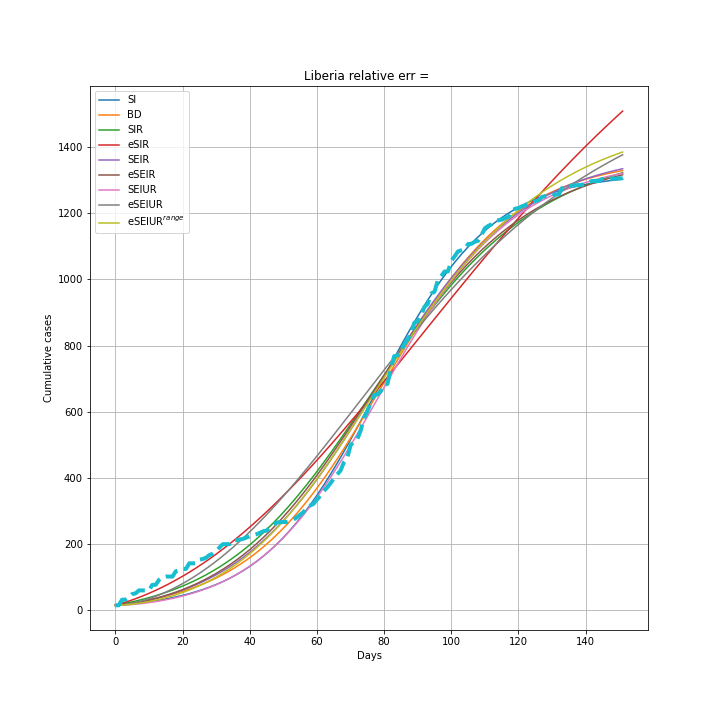 Liberia relative err =
SI
BD
SIR
eSIR
SEIR
eSEIR
SEIUR
eSEIUR
eSEIUR^range
Cumulative cases
1400
1200
1000
800
600
400
200
0
0 20 40 60 80 100 120 140
Days